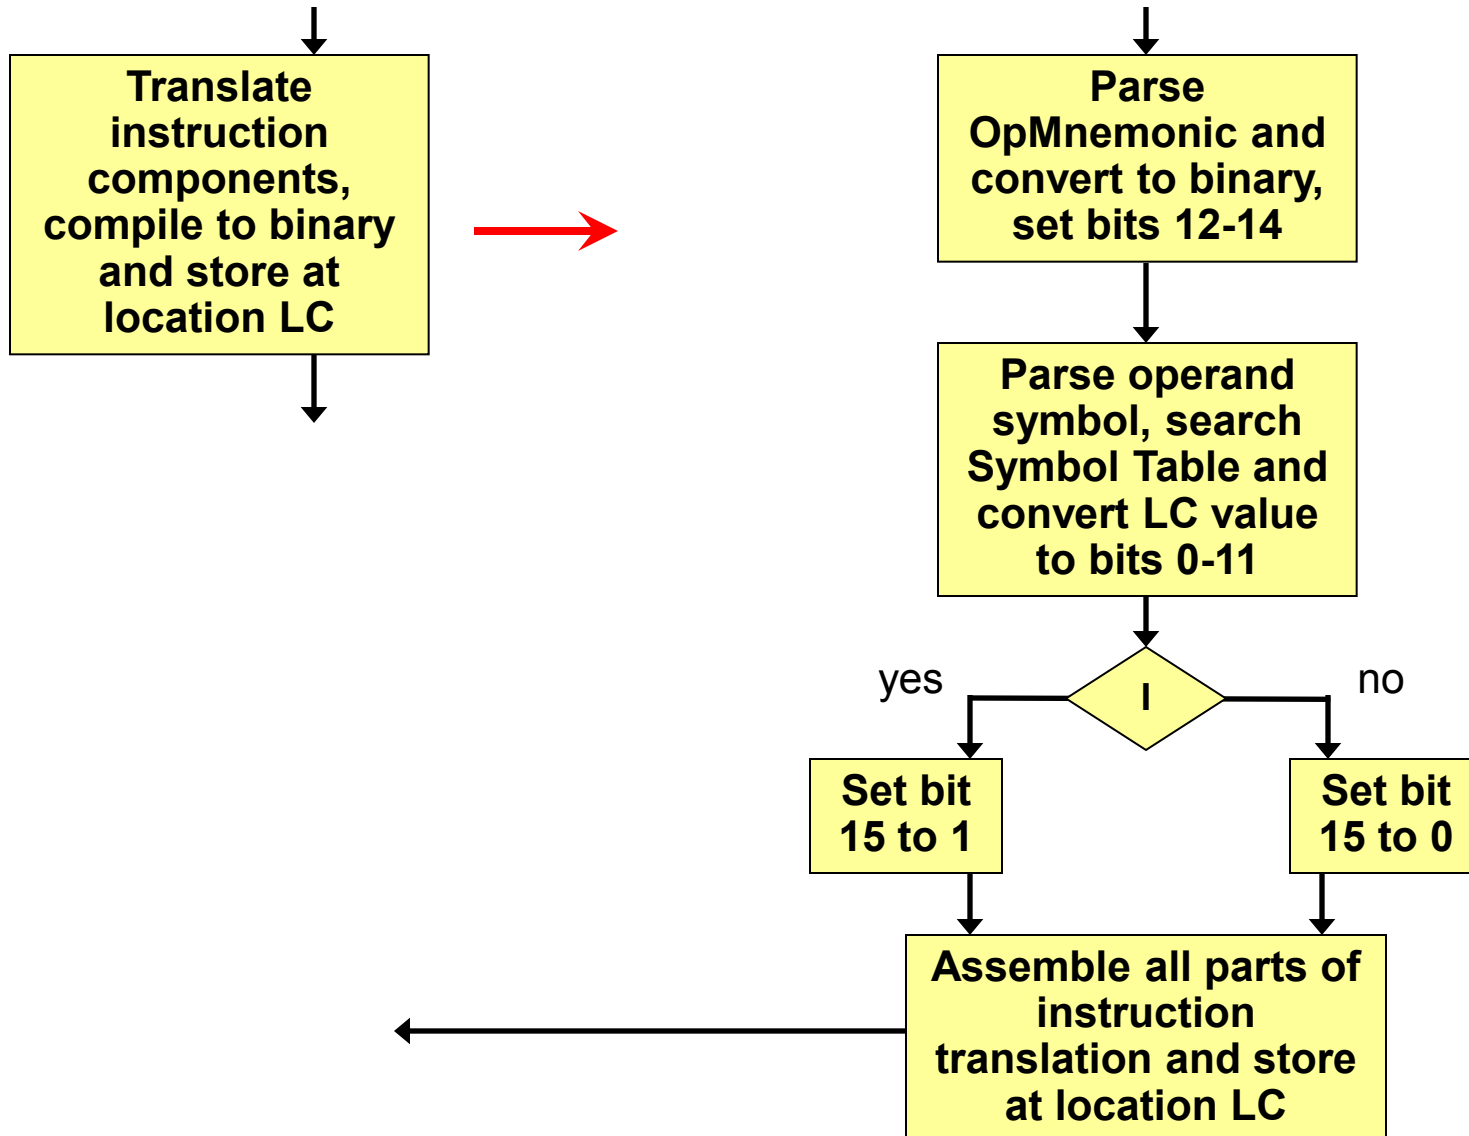 Translate
instruction
components,
compile to binary
and store at
location LC
Parse
OpMnemonic and
convert to binary,
set bits 12-14
Parse operand
symbol, search
Symbol Table and
convert LC value
to bits 0-11
yes
I
no
Set bit
15 to 1
Set bit
15 to 0
Assemble all parts of
instruction
translation and store
at location LC